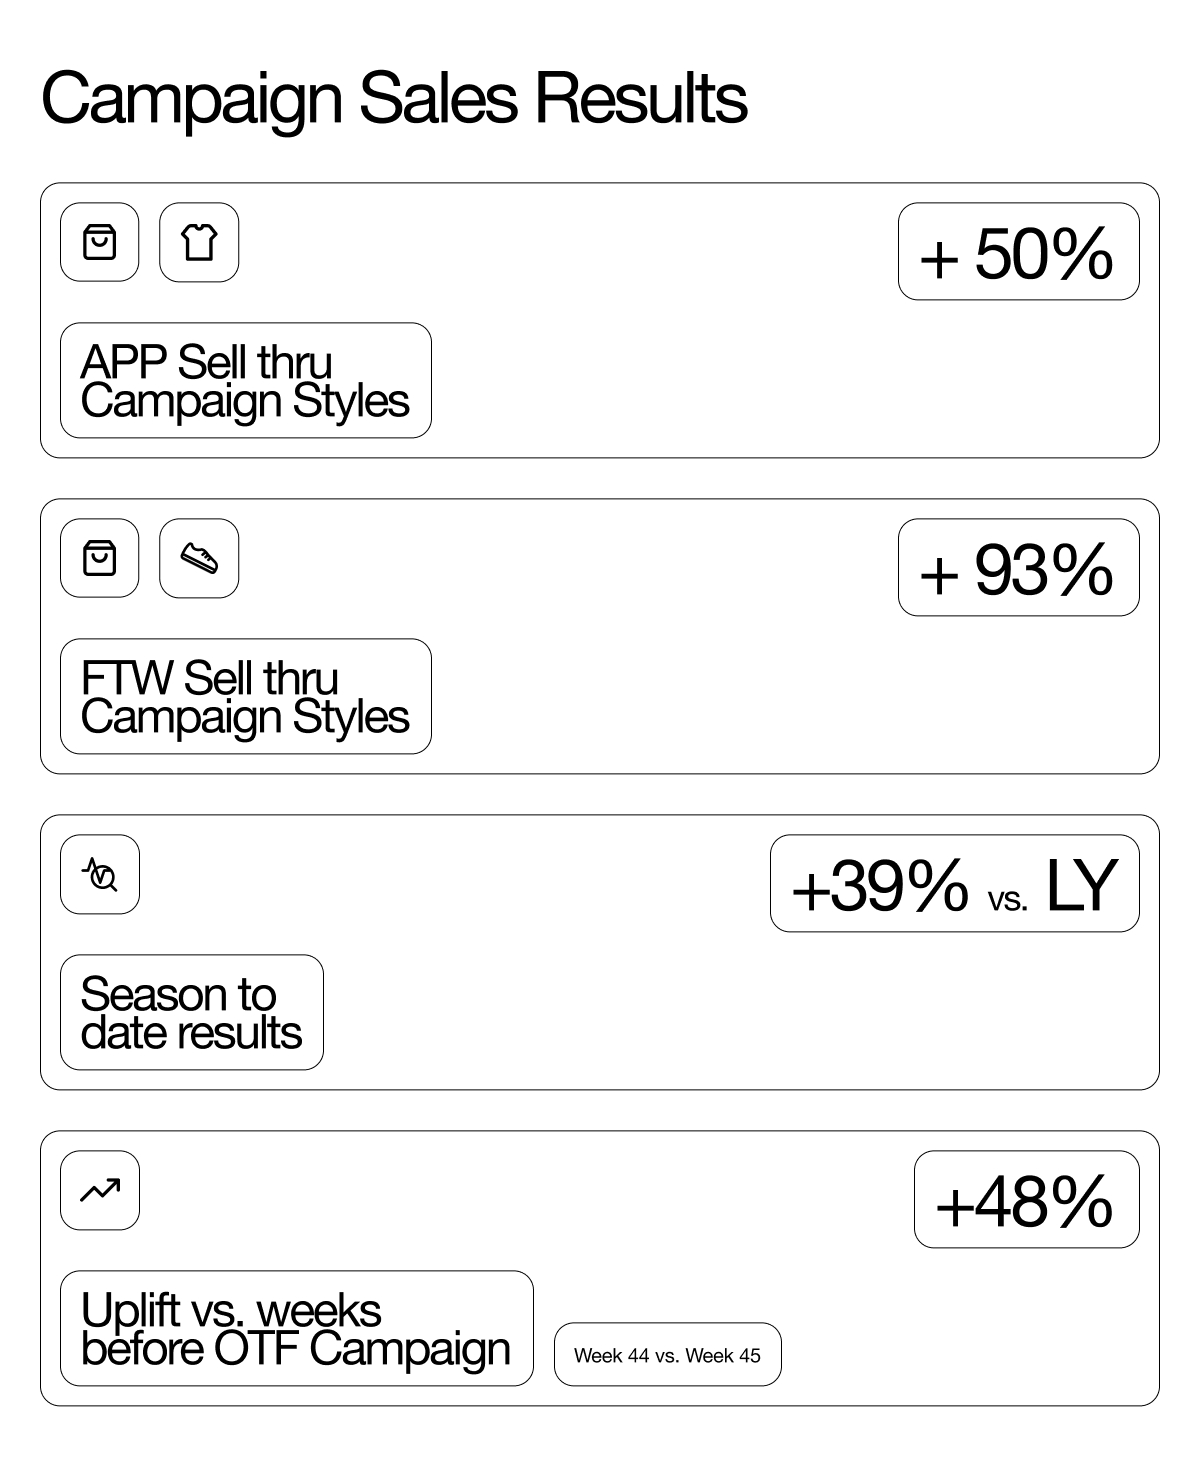 Campaign Sales Results
+ 50%
APP Sell thru
Campaign Styles
+ 93%
FTW Sell thru
Campaign Styles
+39% vs. LY
Season to
date results
+48%
Uplift vs. weeks
before OTF Campaign
Week 44 vs. Week 45